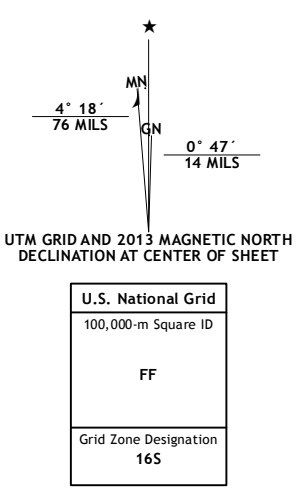 ★
MN
4° 18´
76 MILS
GN
0° 47´
14 MILS
UTM GRID AND 2013 MAGNETIC NORTH
DECLINATION AT CENTER OF SHEET
U.S. National Grid
100,000-m Square ID
FF
Grid Zone Designation
16S